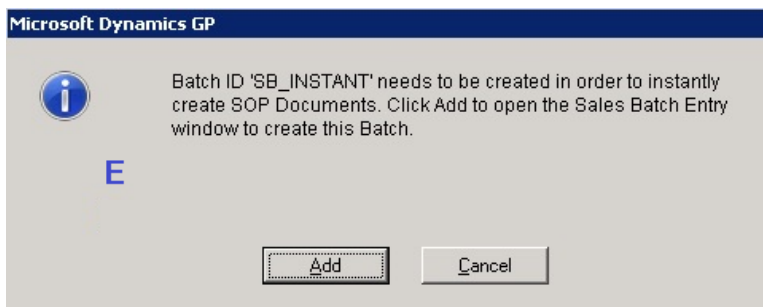 Microsoft Dynamics GP
Batch ID 'SB_INSTANT' needs to be created in order to instantly
create SOP Documents. Click Add to open the Sales Batch Entry
window to create this Batch.
E
Add
Cancel